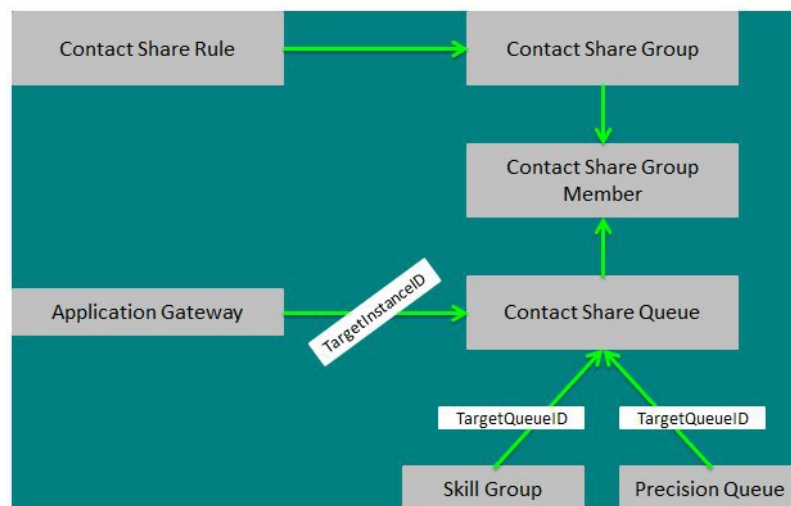 Contact Share Rule
Contact Share Group
Contact Share Group
Member
Application Gateway
TargetInstanceID
Contact Share Queue
TargetQueueID
TargetQueueID
Skill Group
Precision Queue